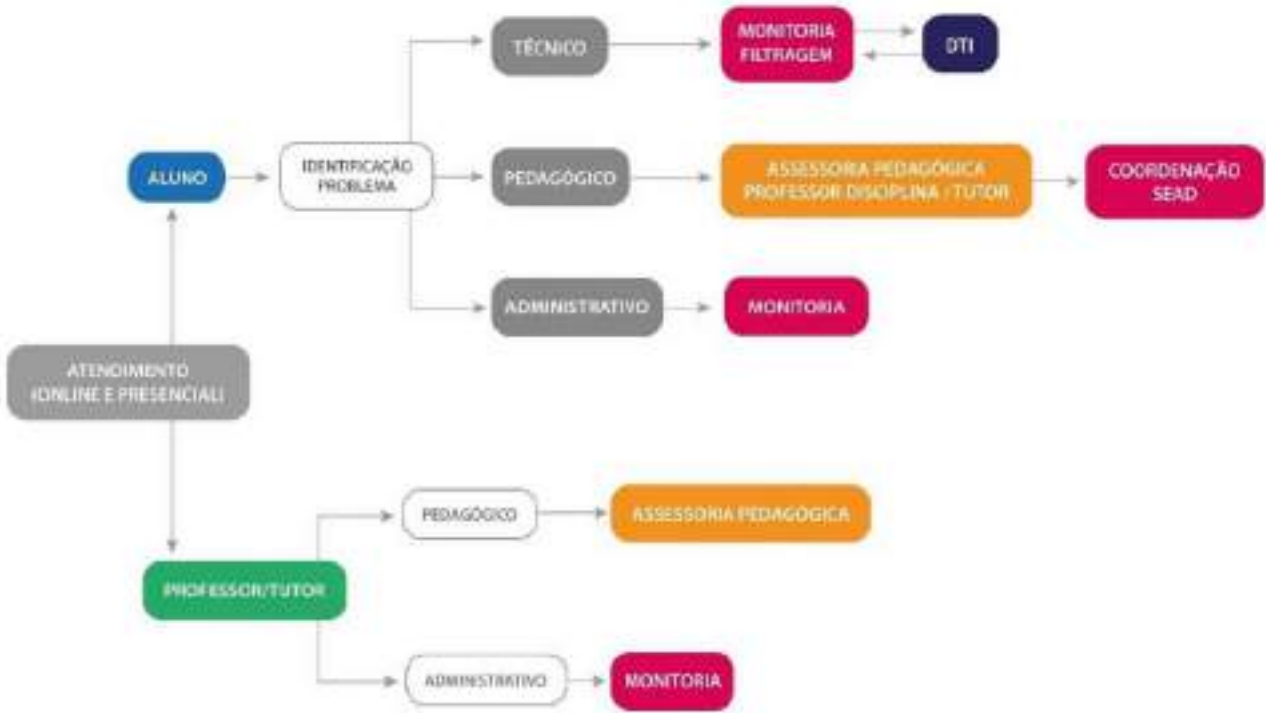 TÉCNICO
MONITORIA
FILTRAGEM
DTI
ALUNO
IDENTIFICAÇÃO
PROBLEMA
PEDAGÓGICO
ASSESSORIA PEDAGÓGICA
PROFESSOR DISCIPLINA / TUTOR
COORDENAÇÃO
SEAD
ADMINISTRATIVO
MONITORIA
ATENDIMENTO
(ONLINE E PRESENCIAL)
PEDAGÓGICO
ASSESSORIA PEDAGÓGICA
PROFESSOR/TUTOR
ADMINISTRATIVO
MONITORIA